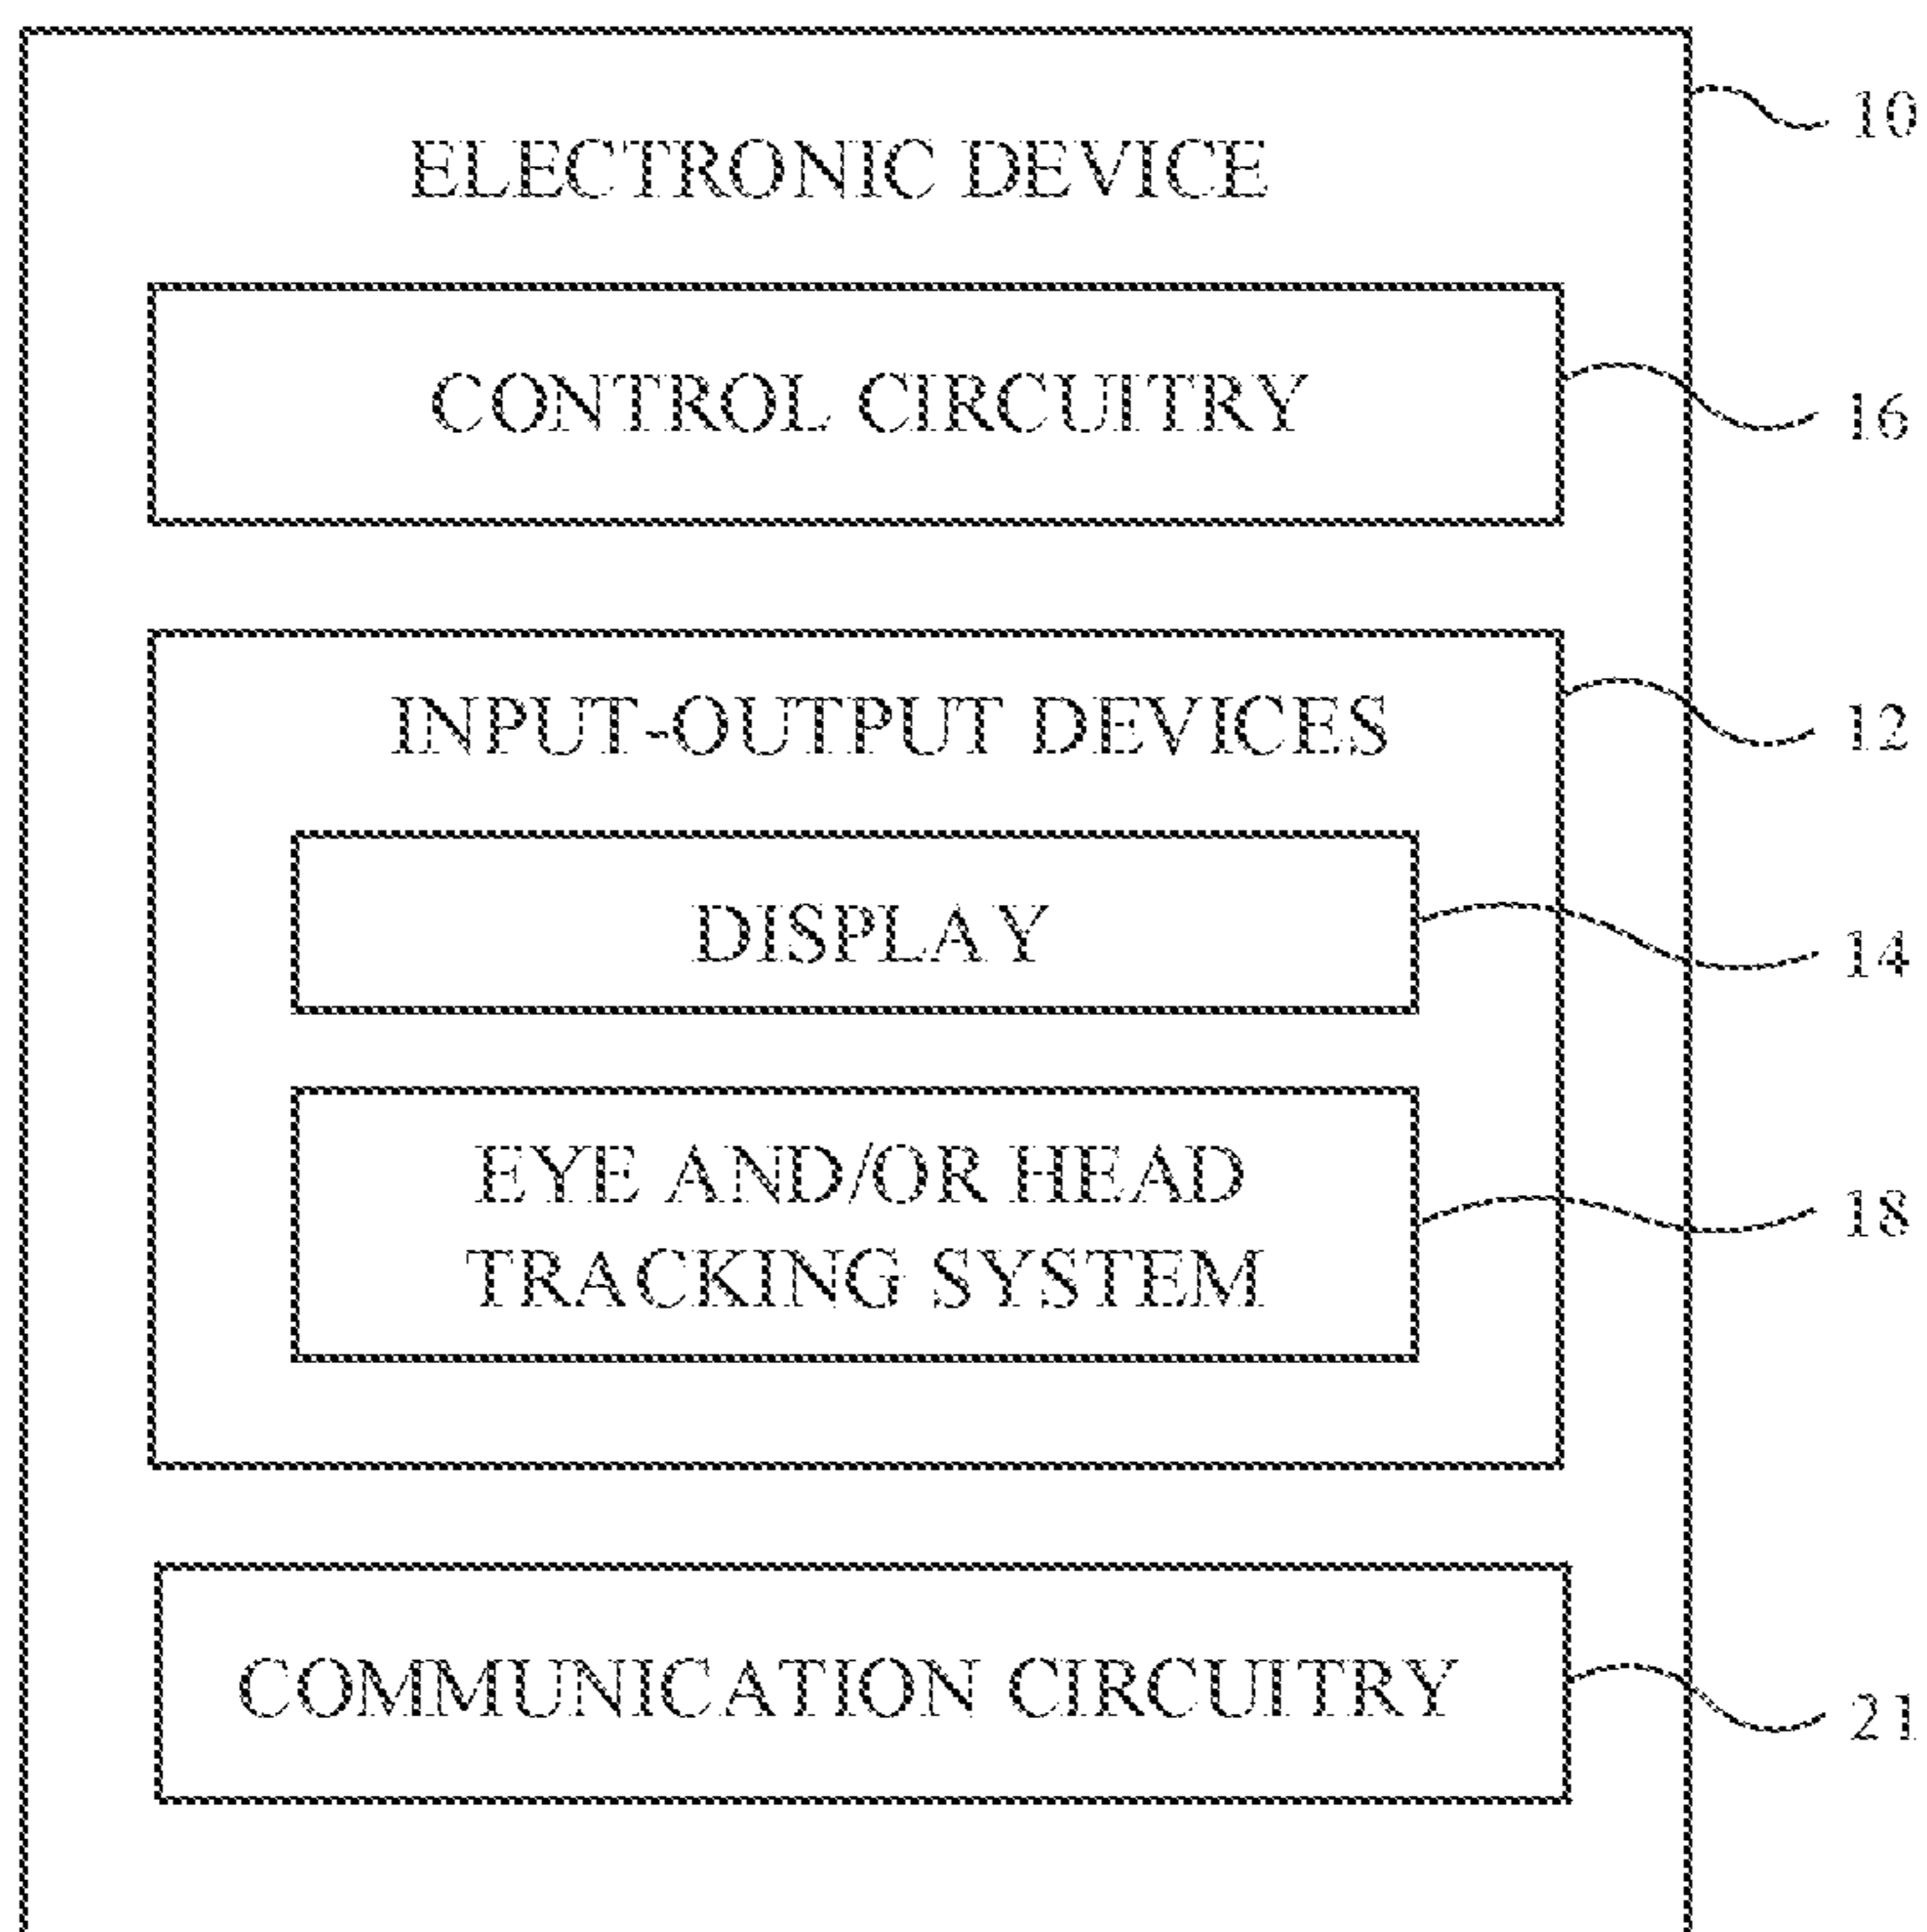 ELECTRONIC DEVICE
10
CONTROL CIRCUITRY
16
INPUT-OUTPUT DEVICES
12
DISPLAY
14
EYE AND/OR HEAD
TRACKING SYSTEM
18
COMMUNICATION CIRCUITRY
21